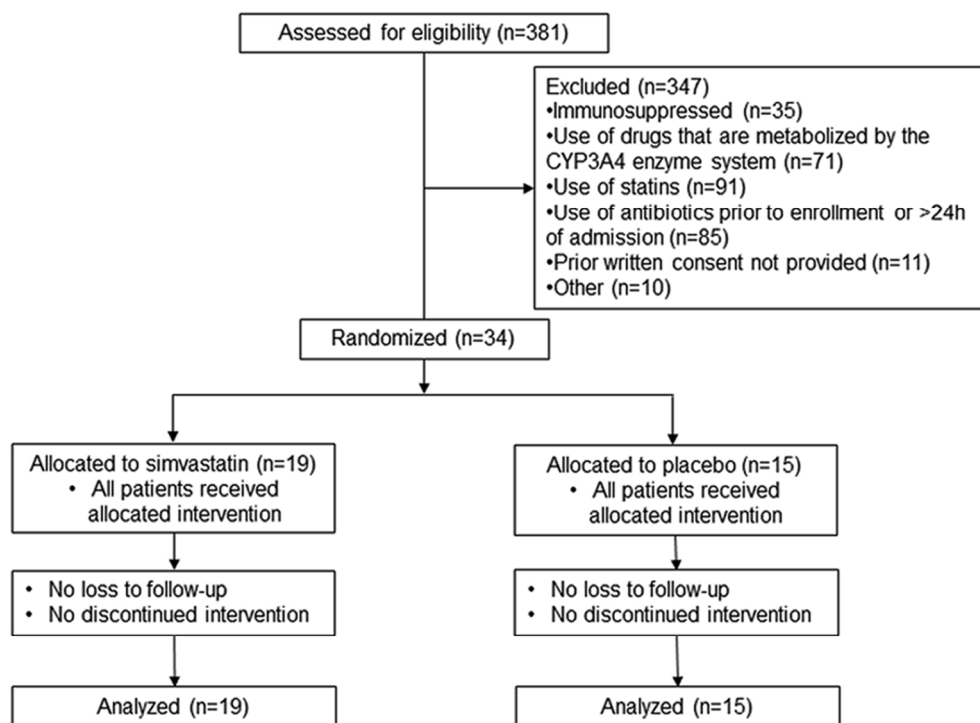 Assessed for eligibility (n=381)
Excluded (n=347)
•Immunosuppressed (n=35)
•Use of drugs that are metabolized by the
CYP3A4 enzyme system (n=71)
•Use of statins (n=91)
•Use of antibiotics prior to enrollment or >24h
of admission (n=85)
•Prior written consent not provided (n=11)
•Other (n=10)
Randomized (n=34)
Allocated to simvastatin (n=19)
• All patients received
allocated intervention
Allocated to placebo (n=15)
• All patients received
allocated intervention
• No loss to follow-up
• No discontinued intervention
• No loss to follow-up
• No discontinued intervention
Analyzed (n=19)
Analyzed (n=15)